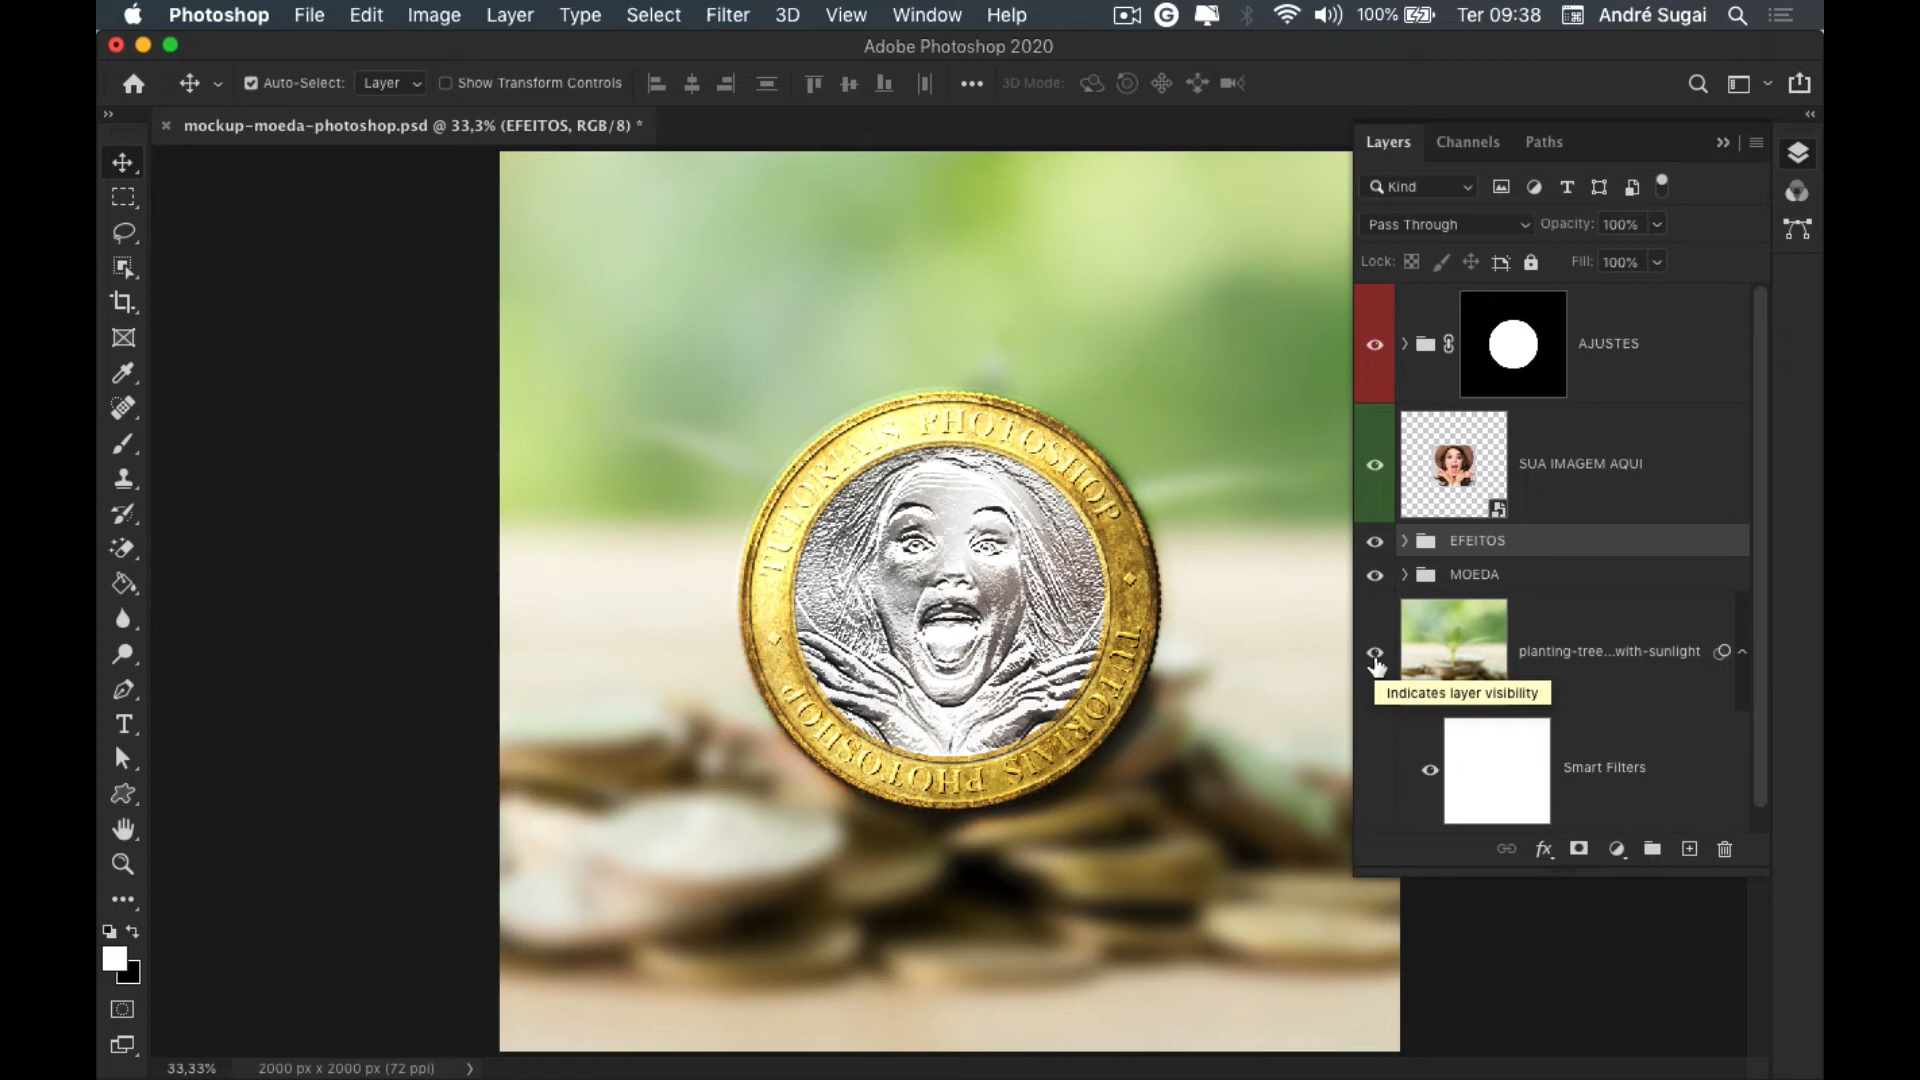 Photoshop File Edit Image Layer Type Select Filter 3D View Window Help 100% Ter 09:38 André Sugai
Adobe Photoshop 2020
Auto-Select: Layer Show Transform Controls 3D Mode:
mockup-moeda-photoshop.psd @ 33,3% (EFEITOS, RGB/8) *
Layers Channels Paths
Kind
Pass Through Opacity: 100%
Lock: Fill: 100%
AJUSTES
SUA IMAGEM AQUI
EFEITOS
MOEDA
planting-tree...with-sunlight
Indicates layer visibility
Smart Filters
TUTORIAIS PHOTOSHOP
TUTORIAIS PHOTOSHOP
33,33% 2000 px x 2000 px (72 ppi)